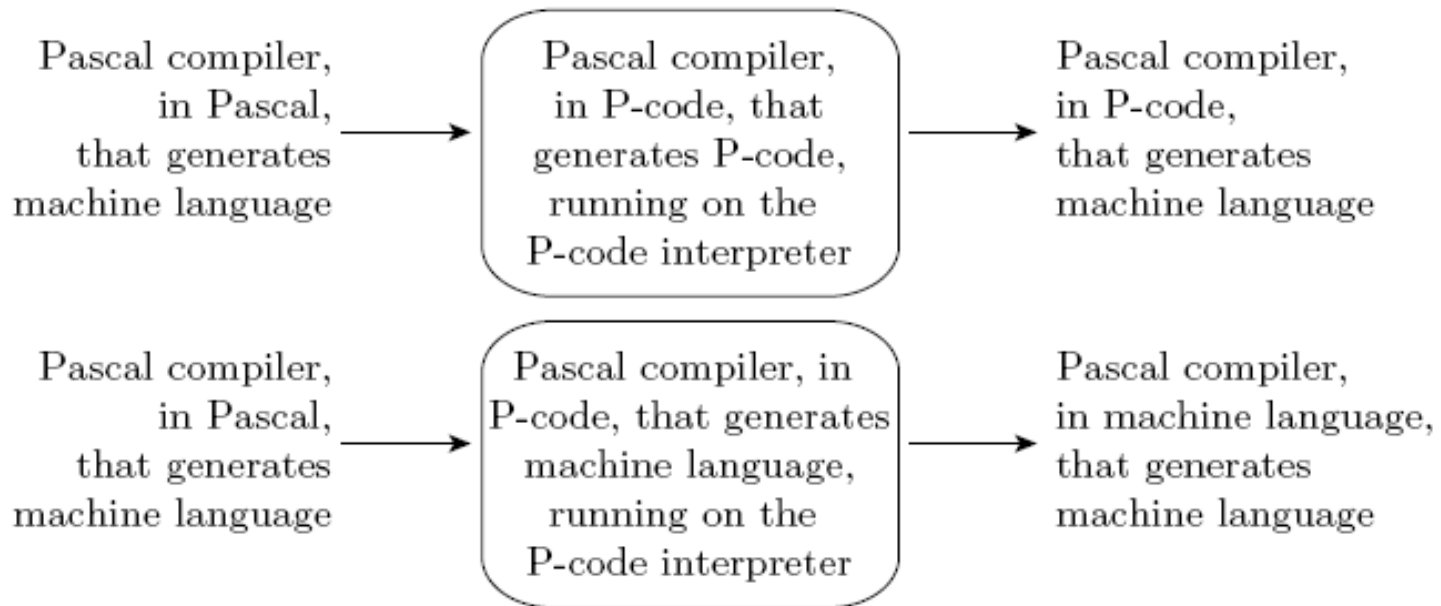 Pascal compiler,
in Pascal,
that generates
machine language
Pascal compiler,
in P-code, that
generates P-code,
running on the
P-code interpreter
Pascal compiler,
in P-code,
that generates
machine language
Pascal compiler,
in Pascal,
that generates
machine language
Pascal compiler, in
P-code, that generates
machine language,
running on the
P-code interpreter
Pascal compiler,
in machine language,
that generates
machine language